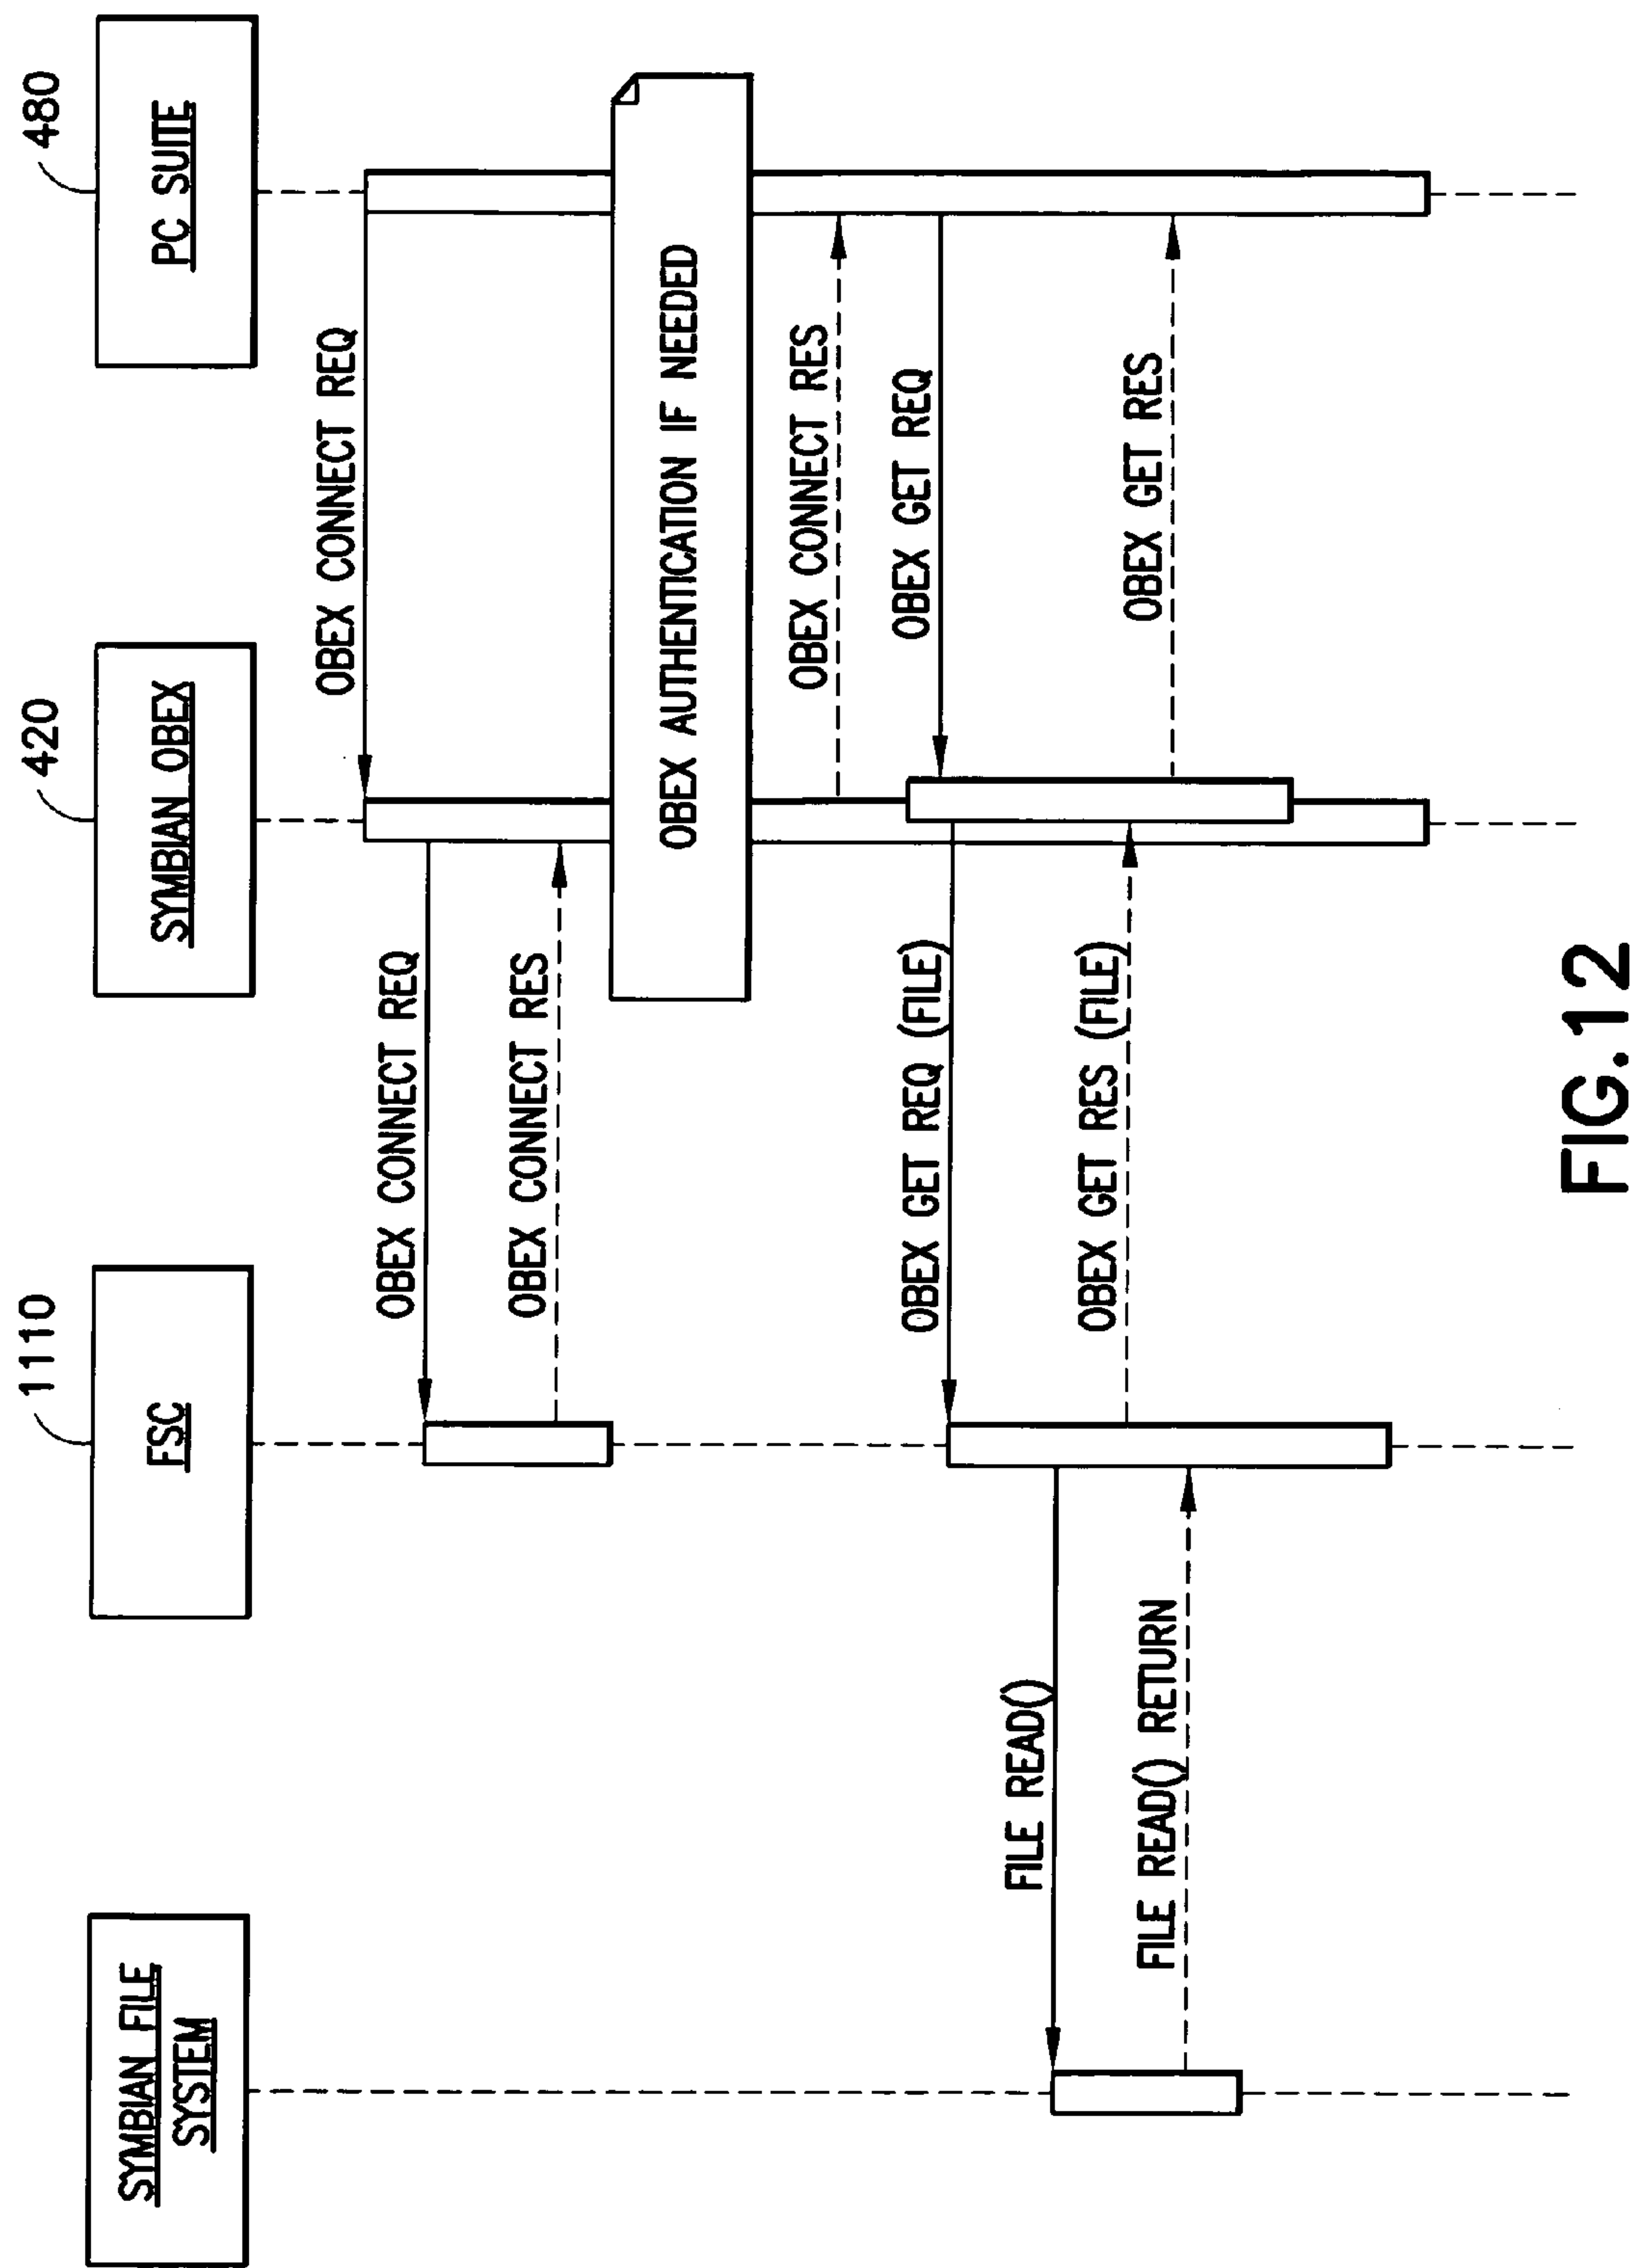 1110
420
480
SYMBIAN FILE
SYSTEM
FSC
SYMBIAN OBEX
PC SUITE
OBEX CONNECT REQ
OBEX CONNECT REQ
OBEX CONNECT RES
OBEX AUTHENTICATION IF NEEDED
OBEX CONNECT RES
OBEX GET REQ
OBEX GET REQ (FILE)
FILE READ()
OBEX GET RES (FILE)
OBEX GET RES
FILE READ() RETURN
FIG.12